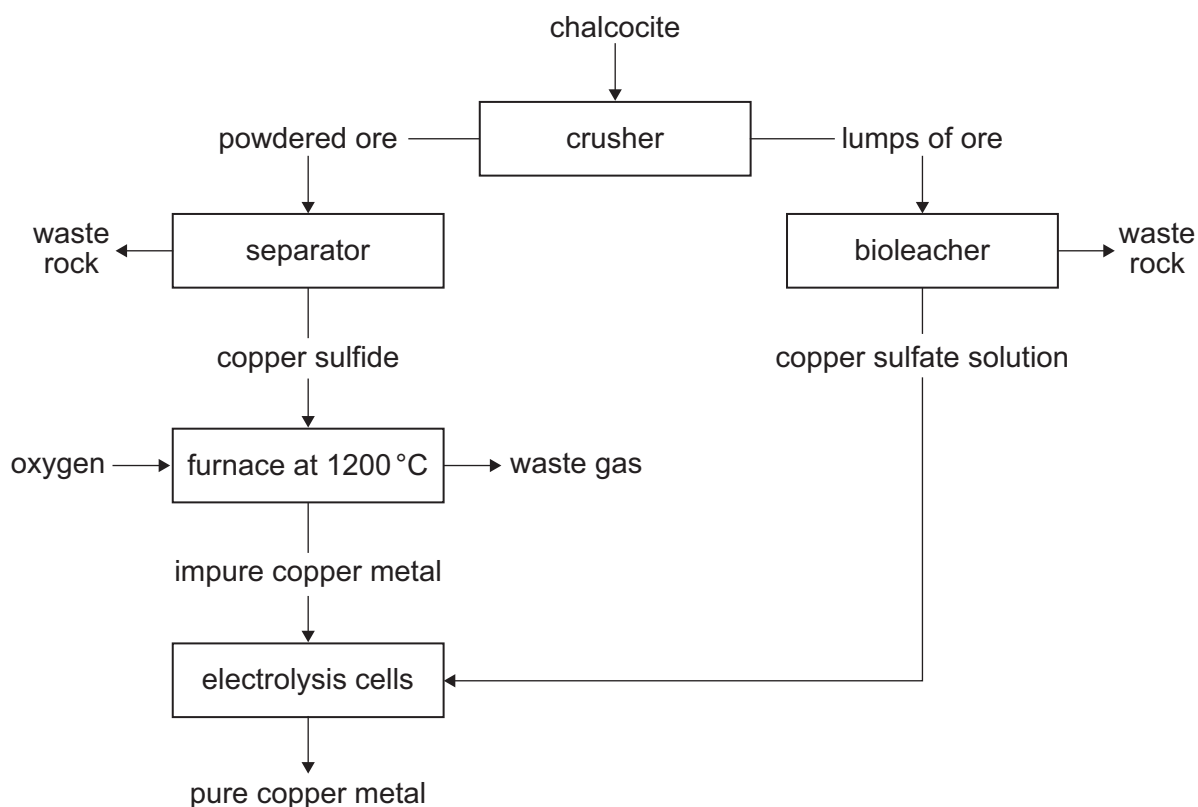 chalcocite
powdered ore
crusher
lumps of ore
waste
rock
separator
bioleacher
waste
rock
copper sulfide
copper sulfate solution
oxygen
furnace at 1200 °C
waste gas
impure copper metal
electrolysis cells
pure copper metal